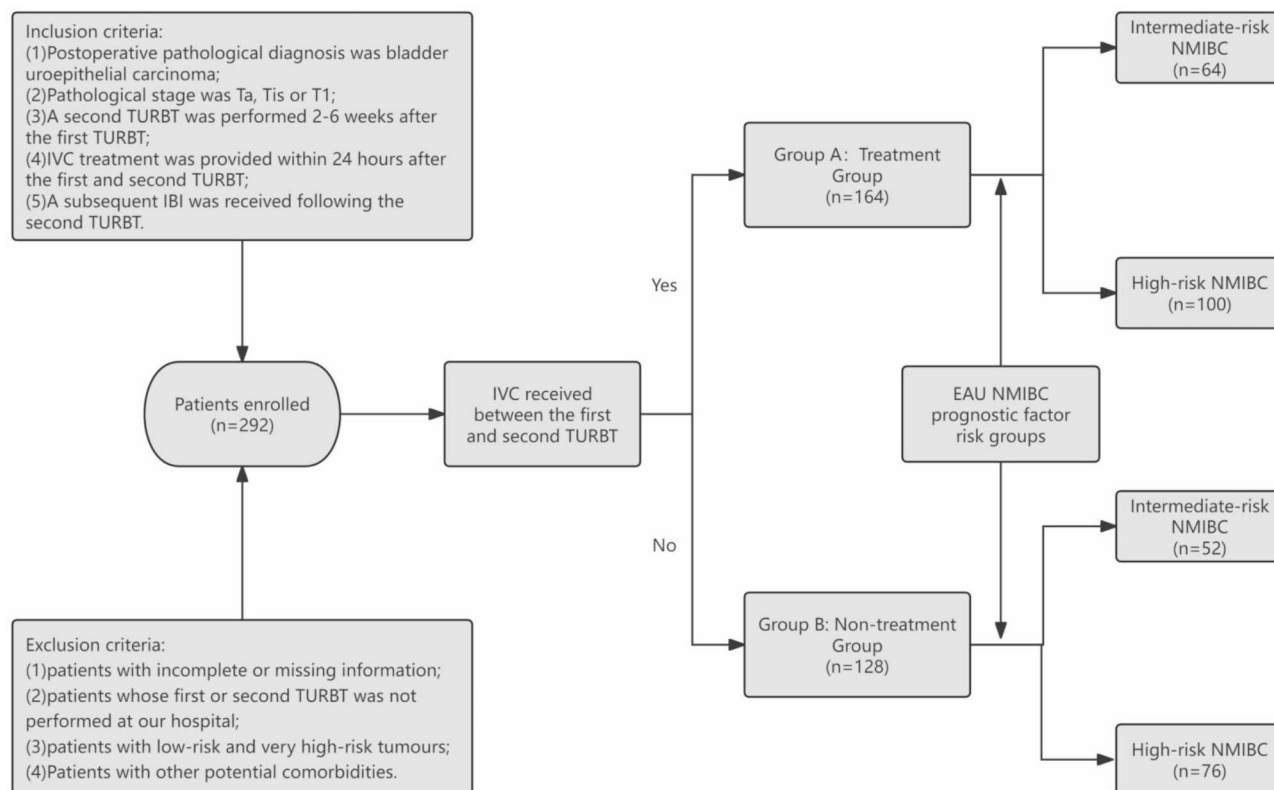 Inclusion criteria:
(1)Postoperative pathological diagnosis was bladder
uroepithelial carcinoma;
(2)Pathological stage was Ta, Tis or T1;
(3)A second TURBT was performed 2-6 weeks after
the first TURBT;
(4)IVC treatment was provided within 24 hours after
the first and second TURBT;
(5)A subsequent IBI was received following the
second TURBT.
Patients enrolled
(n=292)
Exclusion criteria:
(1)patients with incomplete or missing information;
(2)patients whose first or second TURBT was not
performed at our hospital;
(3)patients with low-risk and very high-risk tumours;
(4)Patients with other potential comorbidities.
IVC received
between the first
and second TURBT
Yes
No
Group A: Treatment
Group
(n=164)
Group B: Non-treatment
Group
(n=128)
EAU NMIBC
prognostic factor
risk groups
Intermediate-risk
NMIBC
(n=64)
High-risk NMIBC
(n=100)
Intermediate-risk
NMIBC
(n=52)
High-risk NMIBC
(n=76)